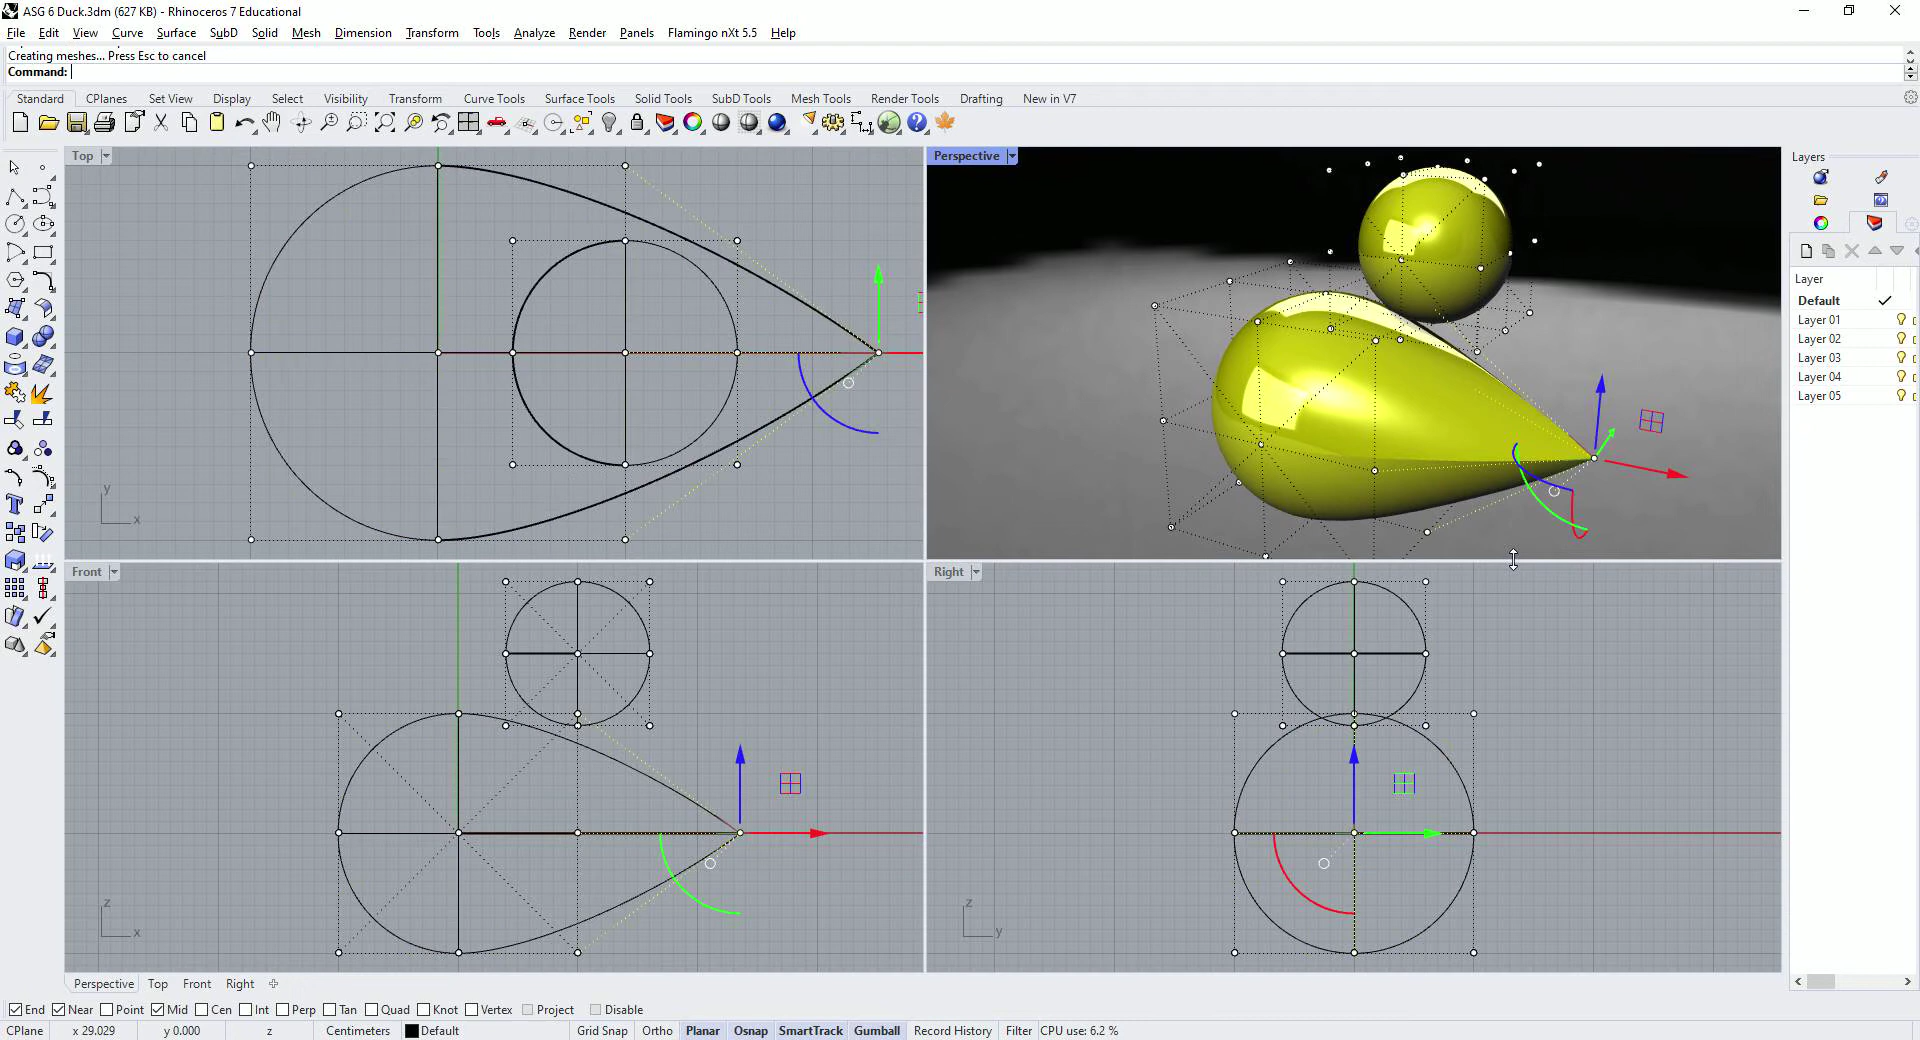 ASG 6 Duck.3dm (627 KB) - Rhinoceros 7 Educational
File Edit View Curve Surface SubD Solid Mesh Dimension Transform Tools Analyze Render Panels Flamingo nXt 5.5 Help
Creating meshes... Press Esc to cancel
Command:
Standard CPlanes Set View Display Select Visibility Transform Curve Tools Surface Tools Solid Tools SubD Tools Mesh Tools Render Tools Drafting New in V7
Top
Perspective
Layers
Layer
Default
Layer 01
Layer 02
Layer 03
Layer 04
Layer 05
y
x
Front
Right
z
x
z
y
Perspective Top Front Right
End Near Point Mid Cen Int Perp Tan Quad Knot Vertex Project Disable
CPlane x 29.029 y 0.000 z Centimeters Default Grid Snap Ortho Planar Osnap SmartTrack Gumball Record History Filter CPU use: 6.2 %